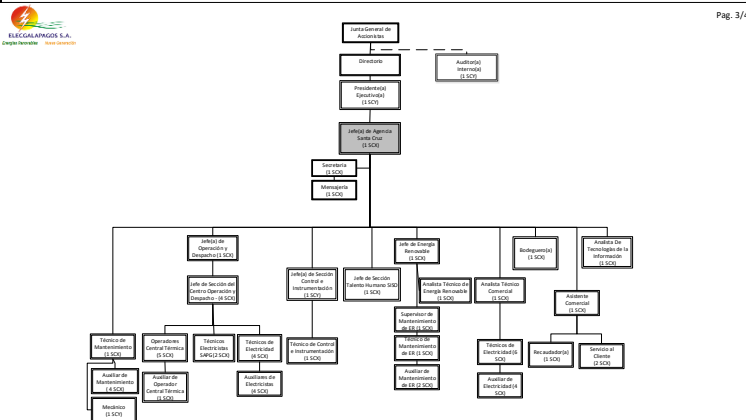 Pag. 3/4
ELECGALAPAGOS S.A.
Energía Renovable
Junta General de
Accionistas
Directorio
Auditor(a)
Interno(a)
(1 SCY)
Presidente(a)
Ejecutivo(a)
(1 SCY)
Jefe(a) de Agencia
Santa Cruz
(1 SCX)
Secretaria
(1 SCX)
Mensajería
(1 SCX)
Jefe(a) de
Operación y
Despacho (1 SCX)
Jefe de Sección del
Centro Operación y
Despacho - (4 SCX)
Jefe(a) de Sección
Control e
Instrumentación
(1 SCY)
Jefe de Sección
Talento Humano SISO
(1 SCX)
Jefe de Energía
Renovable
(1 SCX)
Analista Técnico de
Energía Renovable
(1 SCX)
Analista Técnico
Comercial
(1 SCX)
Bodeguero(a)
(1 SCX)
Analista De
Tecnologías de la
Información
(1 SCX)
Asistente
Comercial
(1 SCX)
Técnico de
Mantenimiento
(1 SCX)
Operadores
Central Térmica
(5 SCX)
Técnicos
Electricistas
SAPG (2 SCX)
Técnicos de
Electricidad
(4 SCX)
Técnico de Control
e Instrumentación
(1 SCX)
Supervisor de
Mantenimiento
de ER (1 SCX)
Técnico de
Mantenimiento
de ER (1 SCX)
Auxiliar de
Mantenimiento
de ER (2 SCX)
Técnicos de
Electricidad (6
SCX)
Auxiliar de
Electricidad (4
SCX)
Recaudador(a)
(1 SCX)
Servicio al
Cliente
(2 SCX)
Auxiliar de
Mantenimiento
(4 SCX)
Auxiliar de
Operador
Central Térmica
(1 SCX)
Auxiliares de
Electricistas
(4 SCX)
Mecánico
(1 SCY)